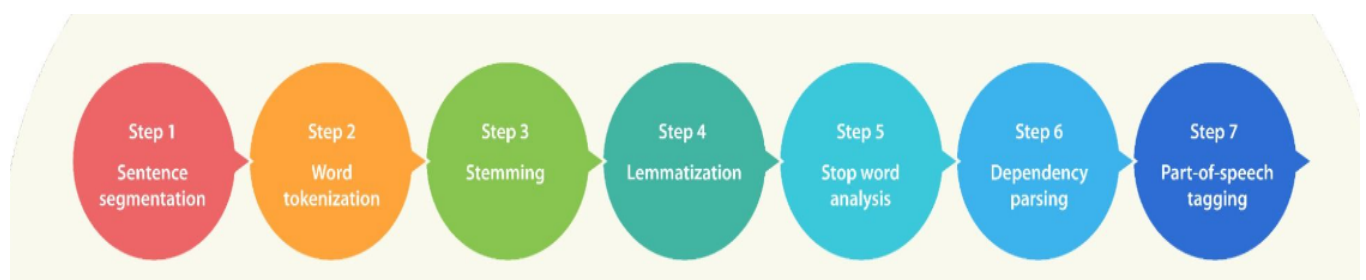 Step 1
Sentence
segmentation
Step 2
Word
tokenization
Step 3
Stemming
Step 4
Lemmatization
Step 5
Stop word
analysis
Step 6
Dependency
parsing
Step 7
Part-of-speech
tagging